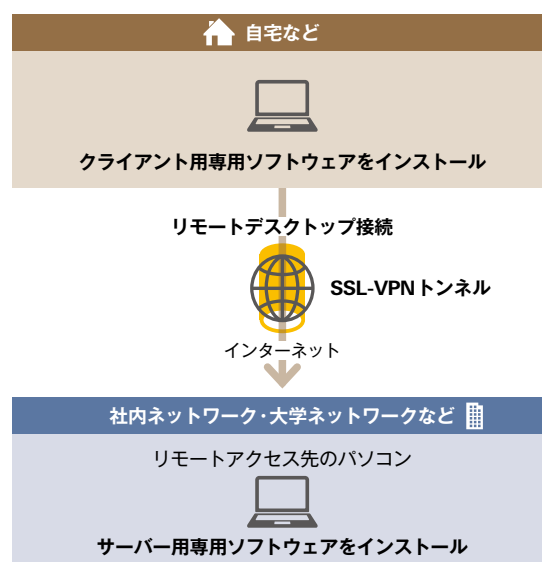 自宅など
クライアント用専用ソフトウェアをインストール
リモートデスクトップ接続
SSL-VPNトンネル
インターネット
社内ネットワーク・大学ネットワークなど
リモートアクセス先のパソコン
サーバー用専用ソフトウェアをインストール